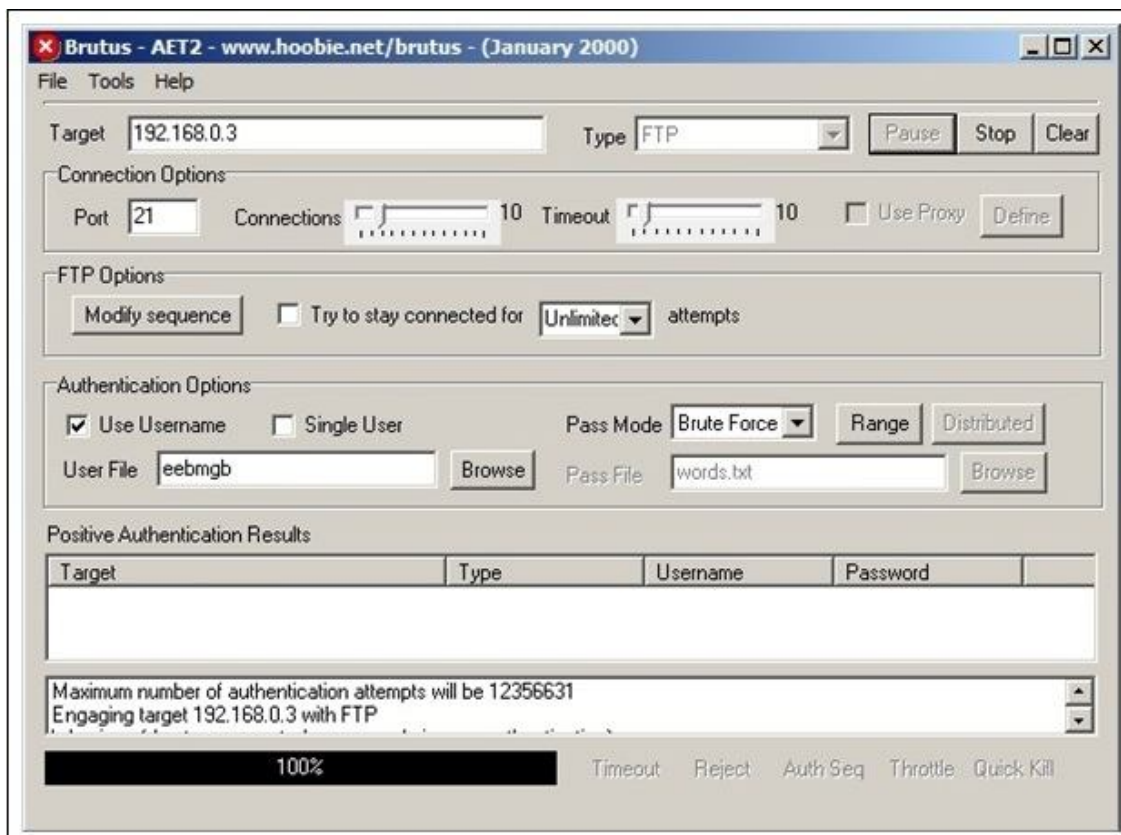 Brutus - AET2 - www.hoobie.net/brutus - (January 2000)
File Tools Help
Target 192.168.0.3 Type FTP Pause Stop Clear
Connection Options
Port 21 Connections 10 Timeout 10 Use Proxy Define
FTP Options
Modify sequence Try to stay connected for Unlimited attempts
Authentication Options
Use Username Single User Pass Mode Brute Force Range Distributed
User File eebmgb Browse Pass File words.txt Browse
Positive Authentication Results
Target Type Username Password
Maximum number of authentication attempts will be 12356631
Engaging target 192.168.0.3 with FTP
100% Timeout Reject Auth Seq Throttle Quick Kill